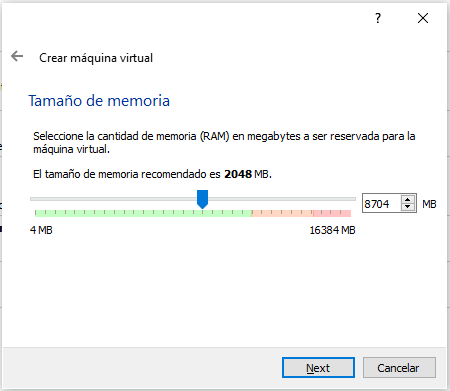 ?
Crear máquina virtual
Tamaño de memoria
Seleccione la cantidad de memoria (RAM) en megabytes a ser reservada para la
máquina virtual.
El tamaño de memoria recomendado es 2048 MB.
8704 MB
4 MB 16384 MB
Next Cancelar